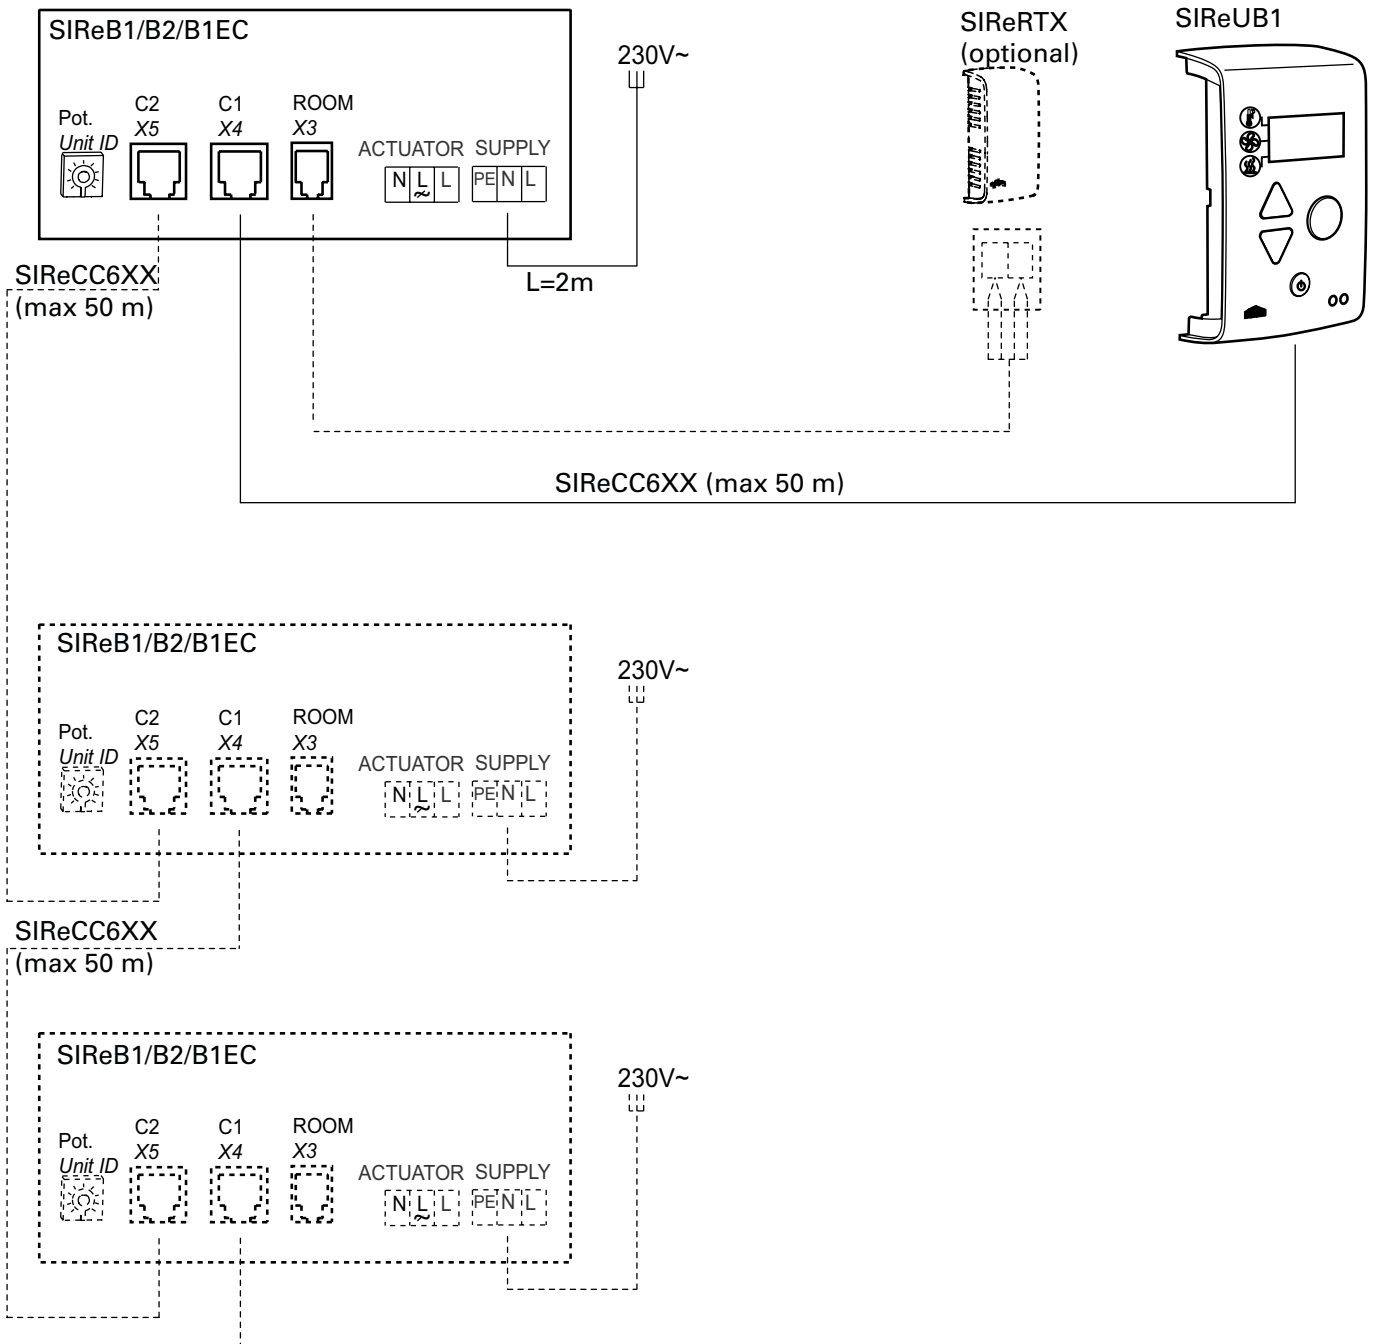 SIReB1/B2/B1EC
230V~
SIReRTX
(optional)
SIReUB1
Pot.
Unit ID
C2
X5
C1
X4
ROOM
X3
ACTUATOR
SUPPLY
N L L
~
PE N L
SIReCC6XX
(max 50 m)
L=2m
SIReCC6XX (max 50 m)
SIReB1/B2/B1EC
230V~
Pot.
Unit ID
C2
X5
C1
X4
ROOM
X3
ACTUATOR
SUPPLY
N L L
~
PE N L
SIReCC6XX
(max 50 m)
SIReB1/B2/B1EC
230V~
Pot.
Unit ID
C2
X5
C1
X4
ROOM
X3
ACTUATOR
SUPPLY
N L L
~
PE N L